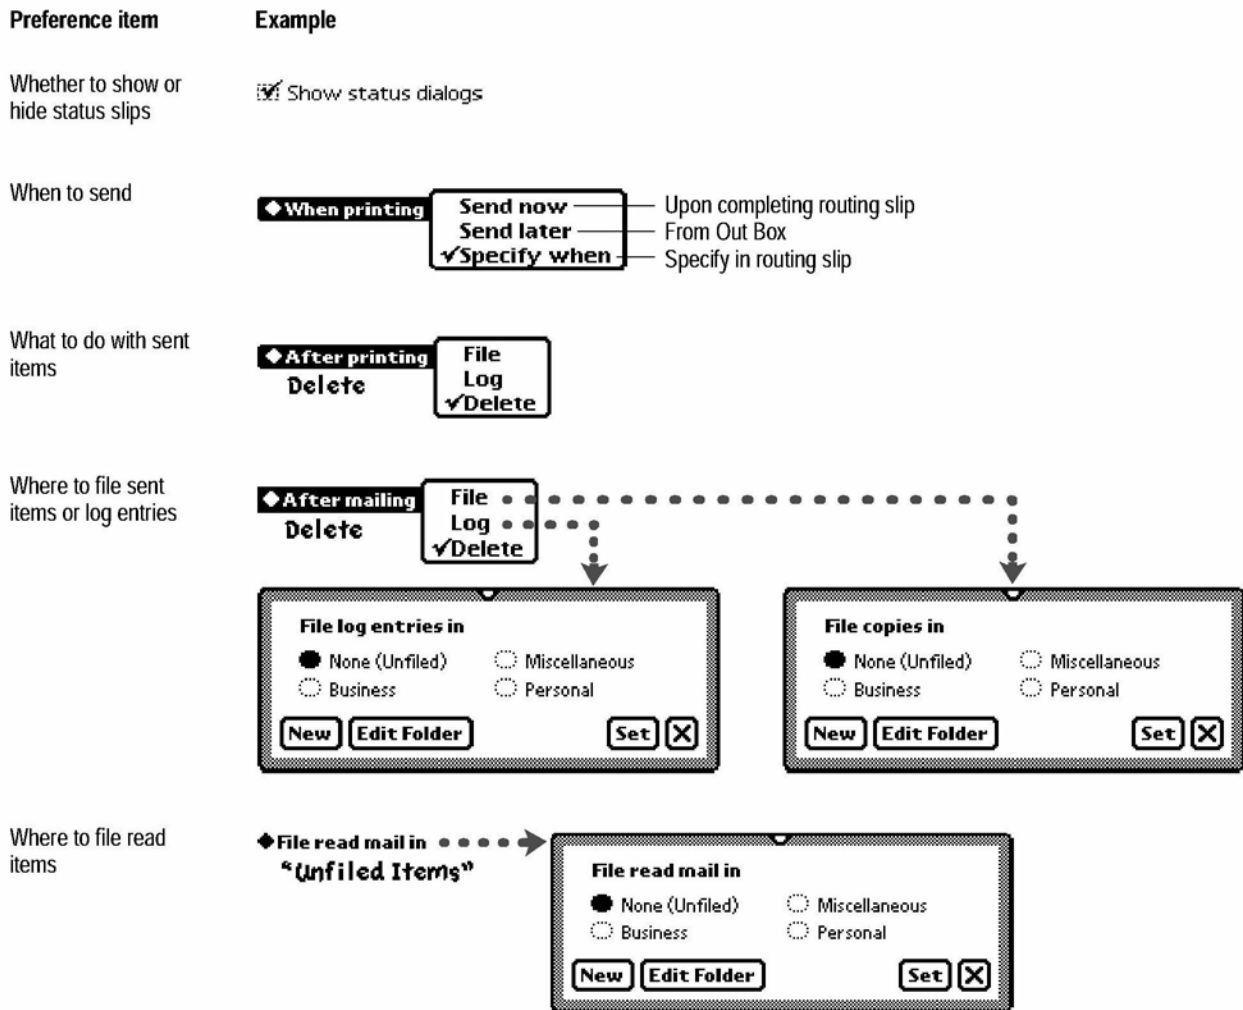 Preference item
Example
Whether to show or
hide status slips
Show status dialogs
When to send
When printing
Send now
Send later
Specify when
Upon completing routing slip
From Out Box
Specify in routing slip
What to do with sent
items
After printing
Delete
File
Log
Delete
Where to file sent
items or log entries
After mailing
Delete
File
Log
Delete
File log entries in
None (Unfiled)
Miscellaneous
Business
Personal
New
Edit Folder
Set
File copies in
None (Unfiled)
Miscellaneous
Business
Personal
New
Edit Folder
Set
Where to file read
items
File read mail in
"Unfiled Items"
File read mail in
None (Unfiled)
Miscellaneous
Business
Personal
New
Edit Folder
Set